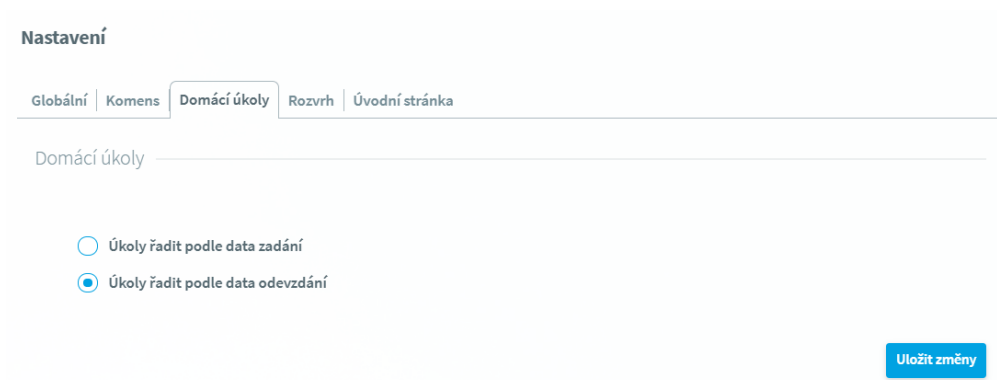 Nastavení
Globální Komens Domácí úkoly Rozvrh Úvodní stránka
Domácí úkoly
Úkoly řadit podle data zadání
Úkoly řadit podle data odevzdání
Uložit změny